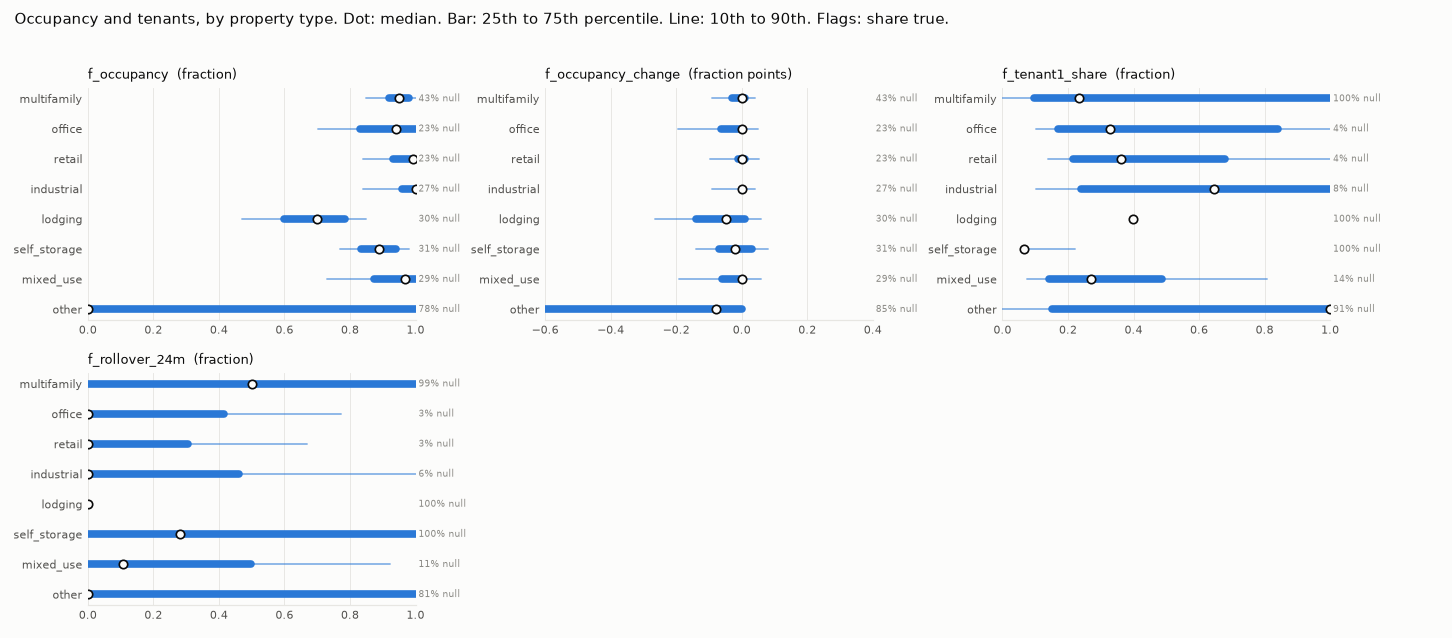 Occupancy and tenants, by property type. Dot: median. Bar: 25th to 75th percentile. Line: 10th to 90th. Flags: share true.
f_occupancy (fraction)
multifamily 43% null
office 23% null
retail 23% null
industrial 27% null
lodging 30% null
self_storage 31% null
mixed_use 29% null
other 78% null
0.0 0.2 0.4 0.6 0.8 1.0
f_occupancy_change (fraction points)
multifamily 43% null
office 23% null
retail 23% null
industrial 27% null
lodging 30% null
self_storage 31% null
mixed_use 29% null
other 85% null
−0.6 −0.4 −0.2 0.0 0.2 0.4
f_tenant1_share (fraction)
multifamily 100% null
office 4% null
retail 4% null
industrial 8% null
lodging 100% null
self_storage 100% null
mixed_use 14% null
other 91% null
0.0 0.2 0.4 0.6 0.8 1.0
f_rollover_24m (fraction)
multifamily 99% null
office 3% null
retail 3% null
industrial 6% null
lodging 100% null
self_storage 100% null
mixed_use 11% null
other 81% null
0.0 0.2 0.4 0.6 0.8 1.0